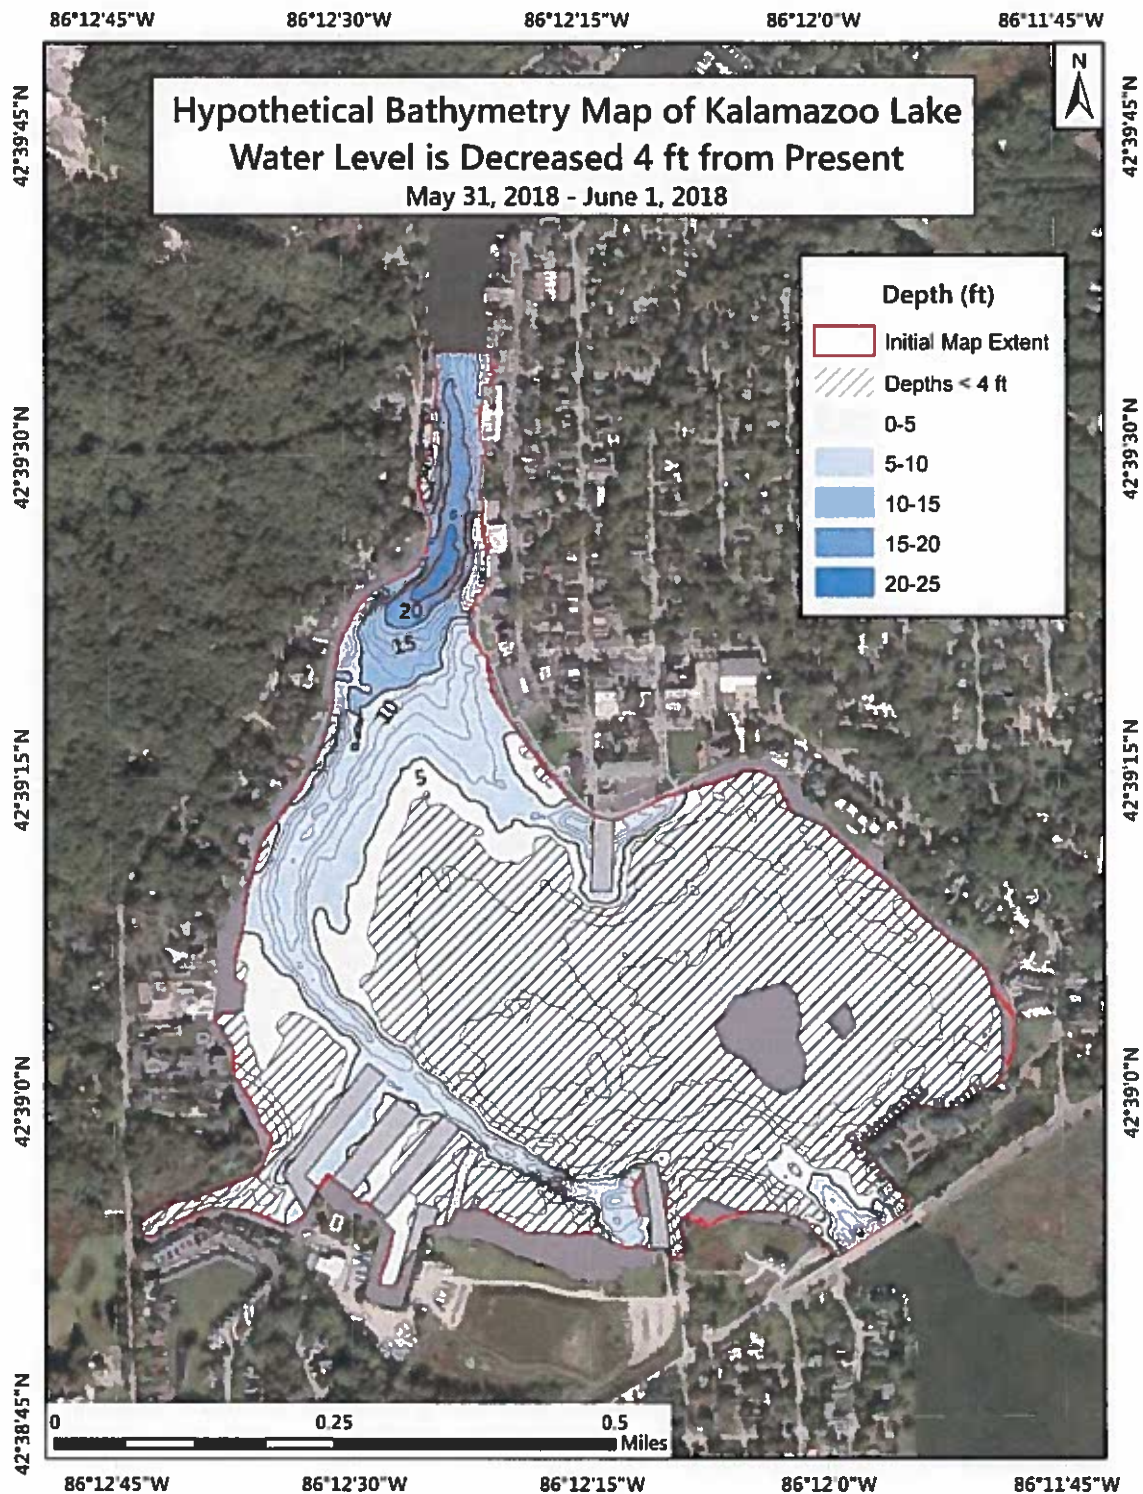 86°12'45"W 86°12'30"W 86°12'15"W 86°12'0"W 86°11'45"W
N
42°39'45"N
42°39'45"N
Hypothetical Bathymetry Map of Kalamazoo Lake
Water Level is Decreased 4 ft from Present
May 31, 2018 - June 1, 2018
Depth (ft)
Initial Map Extent
Depths < 4 ft
0-5
5-10
10-15
15-20
20-25
42°39'30"N
42°39'30"N
20
15
10
5
42°39'15"N
42°39'15"N
42°39'0"N
42°39'0"N
42°38'45"N
0 0.25 0.5
Miles
86°12'45"W 86°12'30"W 86°12'15"W 86°12'0"W 86°11'45"W